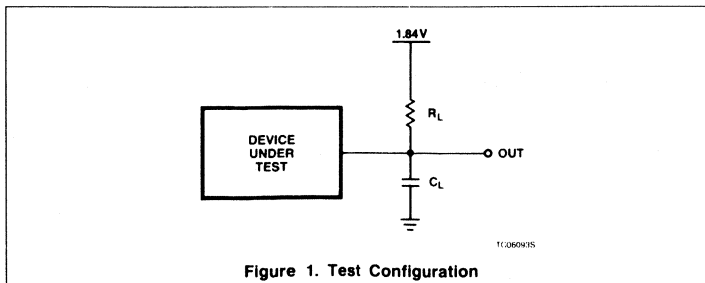 1.84V
RL
DEVICE
UNDER
TEST
OUT
CL
TC06093S
Figure 1. Test Configuration